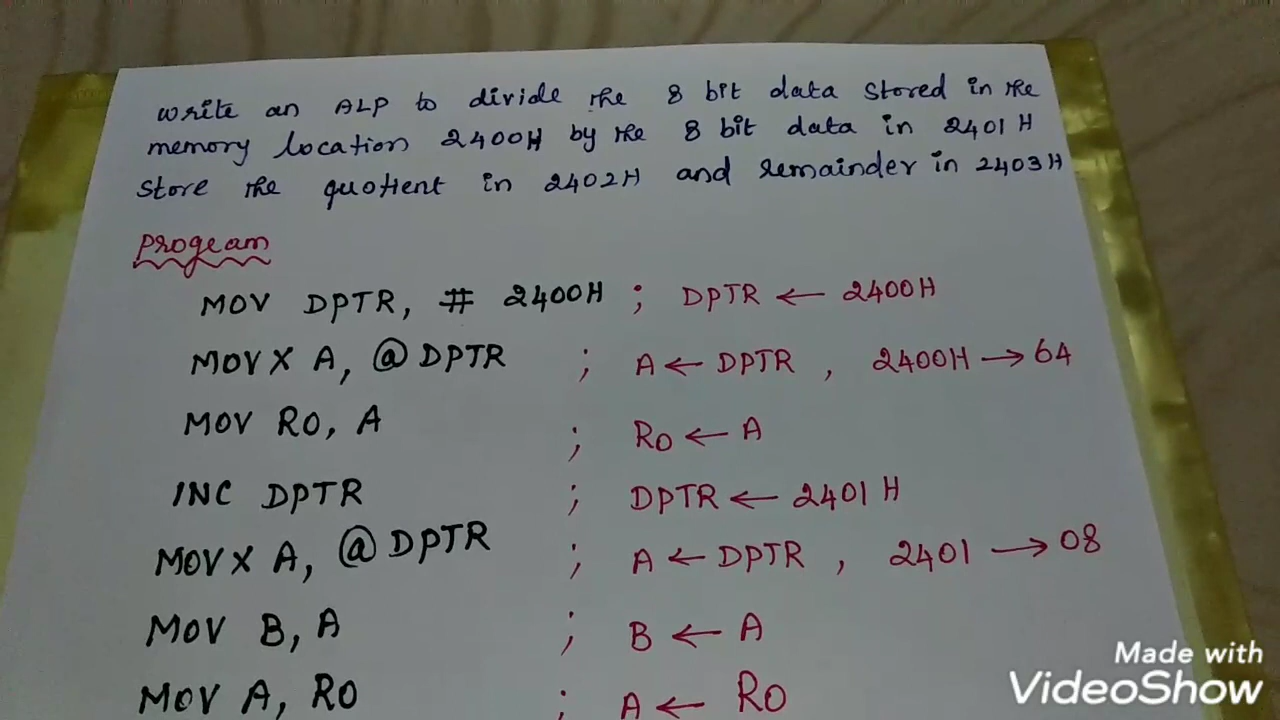 write an ALP to divide the 8 bit data stored in the
memory location 2400H by the 8 bit data in 2401 H
store the quotient in 2402H and remainder in 2403H
Program
MOV DPTR, # 2400H ; DPTR ← 2400H
MOVX A, @DPTR ; A ← DPTR , 2400H → 64
MOV R0, A ; R0 ← A
INC DPTR ; DPTR ← 2401 H
MOVX A, @DPTR ; A ← DPTR , 2401 → 08
MOV B, A ; B ← A
MOV A, R0 ; A ← R0
Made with
VideoShow